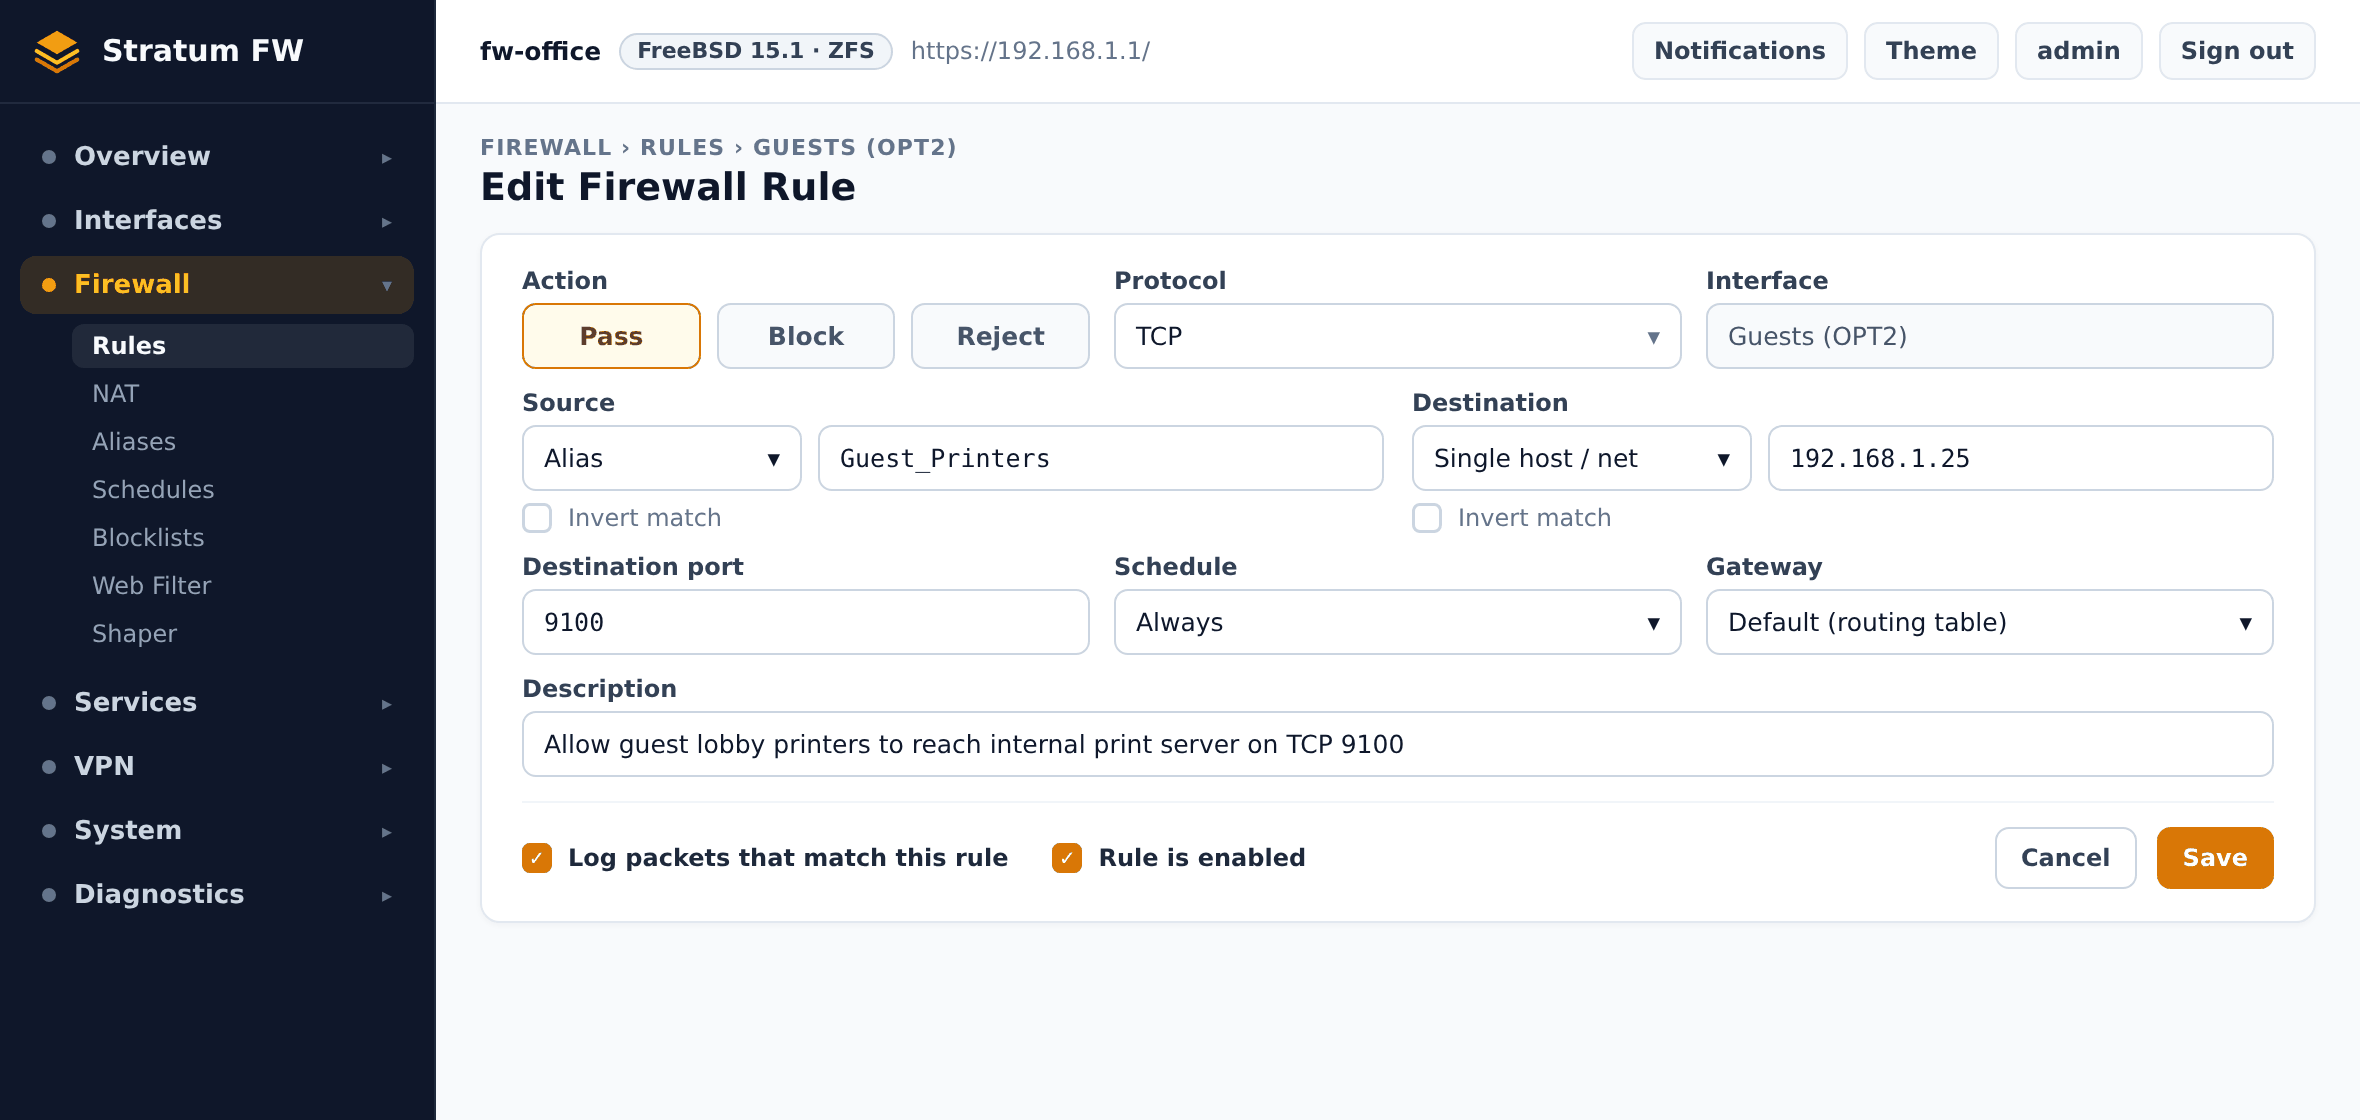 Stratum FW
fw-office FreeBSD 15.1 · ZFS https://192.168.1.1/ Notifications Theme admin Sign out
Overview
Interfaces
Firewall
Rules
NAT
Aliases
Schedules
Blocklists
Web Filter
Shaper
Services
VPN
System
Diagnostics
FIREWALL › RULES › GUESTS (OPT2)
Edit Firewall Rule
Action Protocol Interface
Pass Block Reject TCP Guests (OPT2)
Source Destination
Alias Guest_Printers Single host / net 192.168.1.25
Invert match Invert match
Destination port Schedule Gateway
9100 Always Default (routing table)
Description
Allow guest lobby printers to reach internal print server on TCP 9100
Log packets that match this rule Rule is enabled Cancel Save